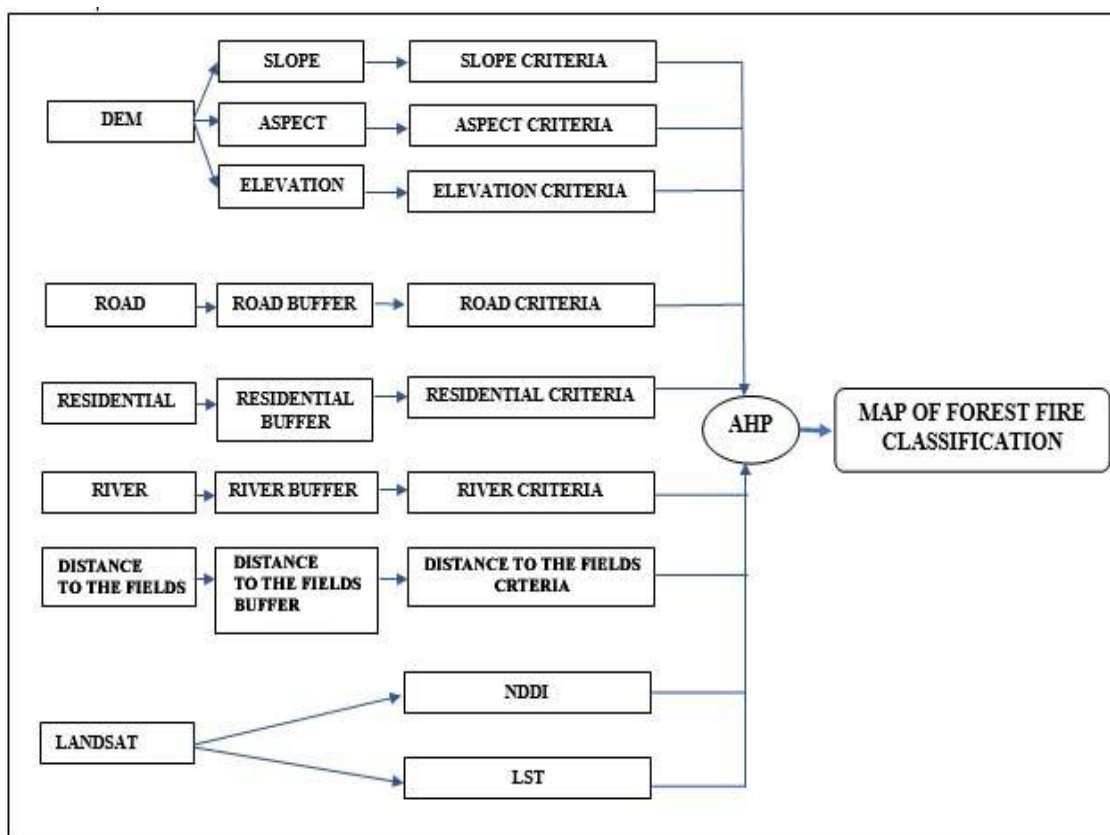 SLOPE
SLOPE CRITERIA
DEM
ASPECT
ASPECT CRITERIA
ELEVATION
ELEVATION CRITERIA
ROAD
ROAD BUFFER
ROAD CRITERIA
RESIDENTIAL
RESIDENTIAL
BUFFER
RESIDENTIAL CRITERIA
AHP
MAP OF FOREST FIRE
CLASSIFICATION
RIVER
RIVER BUFFER
RIVER CRITERIA
DISTANCE
TO THE FIELDS
DISTANCE
TO THE FIELDS
BUFFER
DISTANCE TO THE FIELDS
CRTERIA
LANDSAT
NDDI
LST